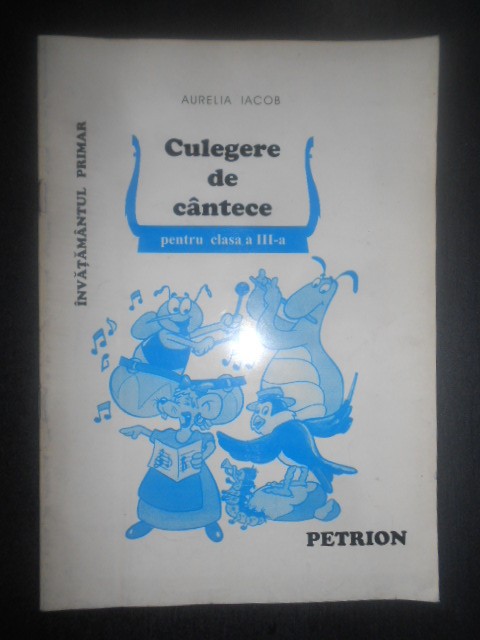 AURELIA IACOB
Culegere
de
cântece
pentru clasa a III-a
ÎNVĂȚĂMÂNTUL PRIMAR
PETRION